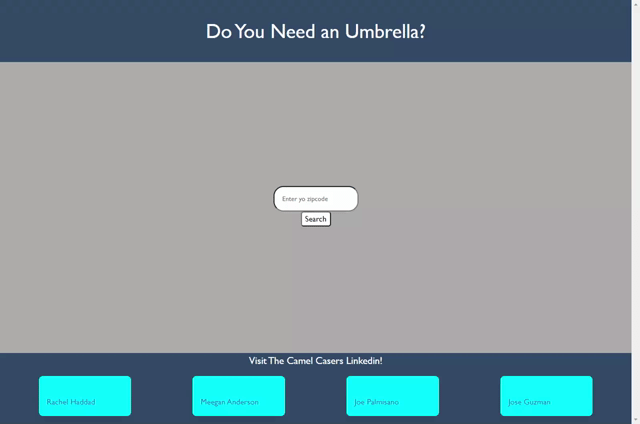 Do You Need an Umbrella?
Enter yo zipcode
Search
Visit The Camel Casers Linkedin!
Rachel Haddad
Meegan Anderson
Joe Palmisano
Jose Guzman